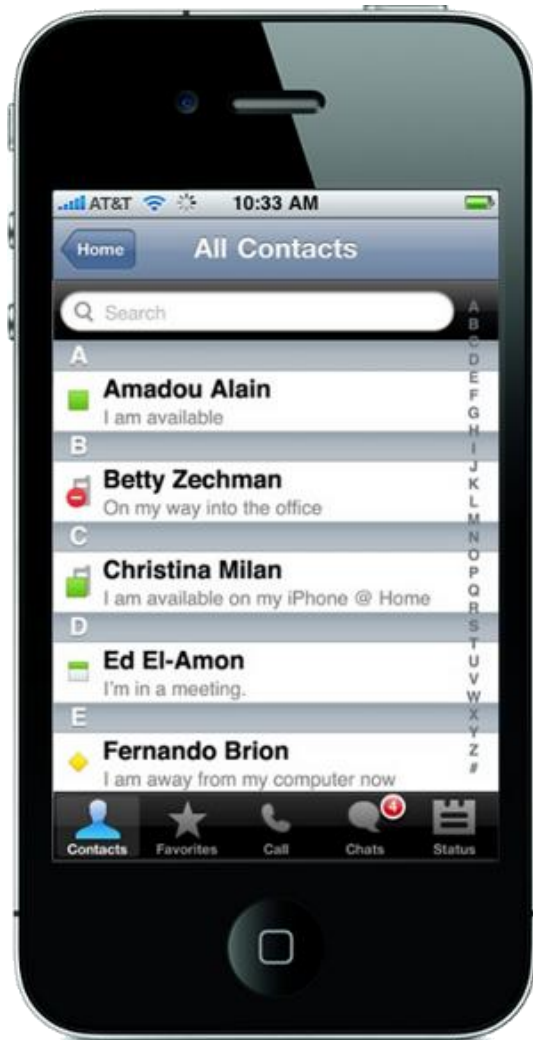 AT&T 10:33 AM
Home All Contacts
Search
A
Amadou Alain
I am available
B
Betty Zechman
On my way into the office
C
Christina Milan
I am available on my iPhone @ Home
D
Ed El-Amon
I'm in a meeting.
E
Fernando Brion
I am away from my computer now
A
B
C
D
E
F
G
H
I
J
K
L
M
N
O
P
Q
R
S
T
U
V
W
X
Y
Z
#
4
Contacts Favorites Call Chats Status